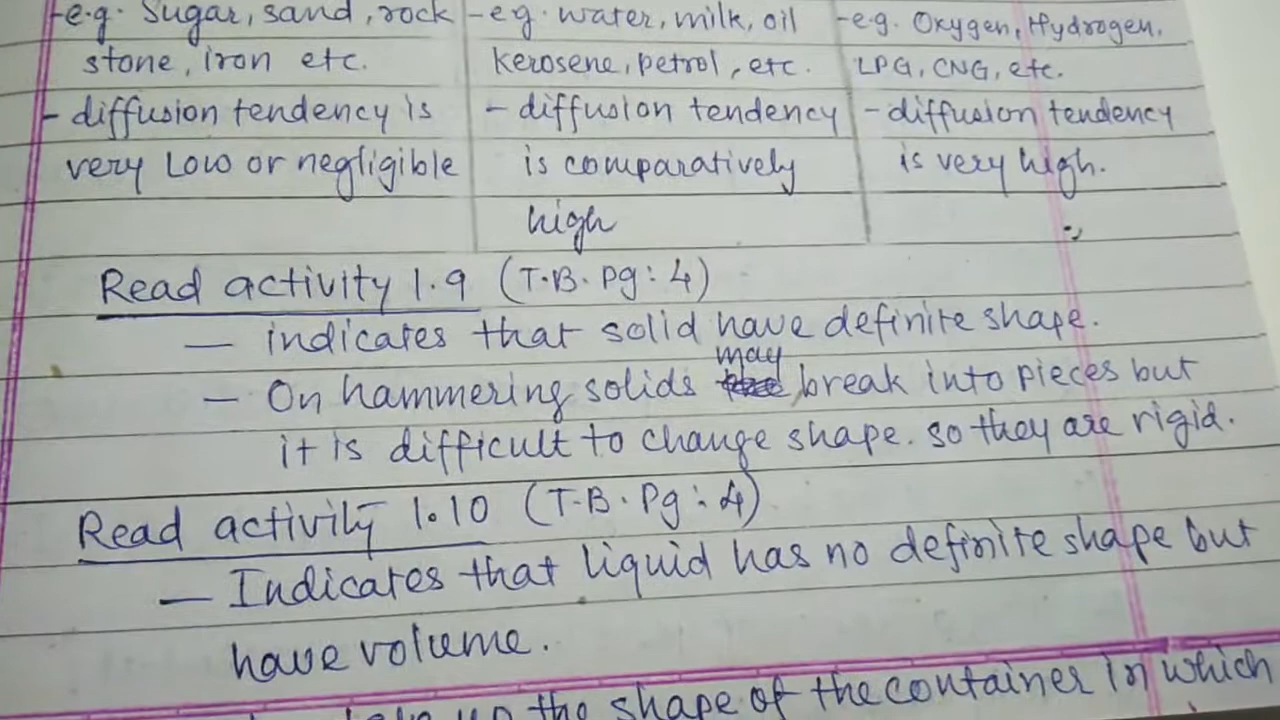 -e.g. Sugar, sand, rock
stone, iron etc.
- diffusion tendency is
very Low or negligible
-eg. water, milk, oil
kerosene, petrol, etc.
- diffusion tendency
is comparatively
high
-e.g. Oxygen, Hydrogen,
LPG, CNG, etc.
- diffusion tendency
is very high.
Read activity 1.9 (T.B. pg: 4)
— indicates that solid have definite shape.
may
— On hammering solids break into pieces but
it is difficult to change shape. so they are rigid.
Read activity 1.10 (T.B. Pg: 4)
— Indicates that liquid has no definite shape but
have volume.
up the shape of the container in which